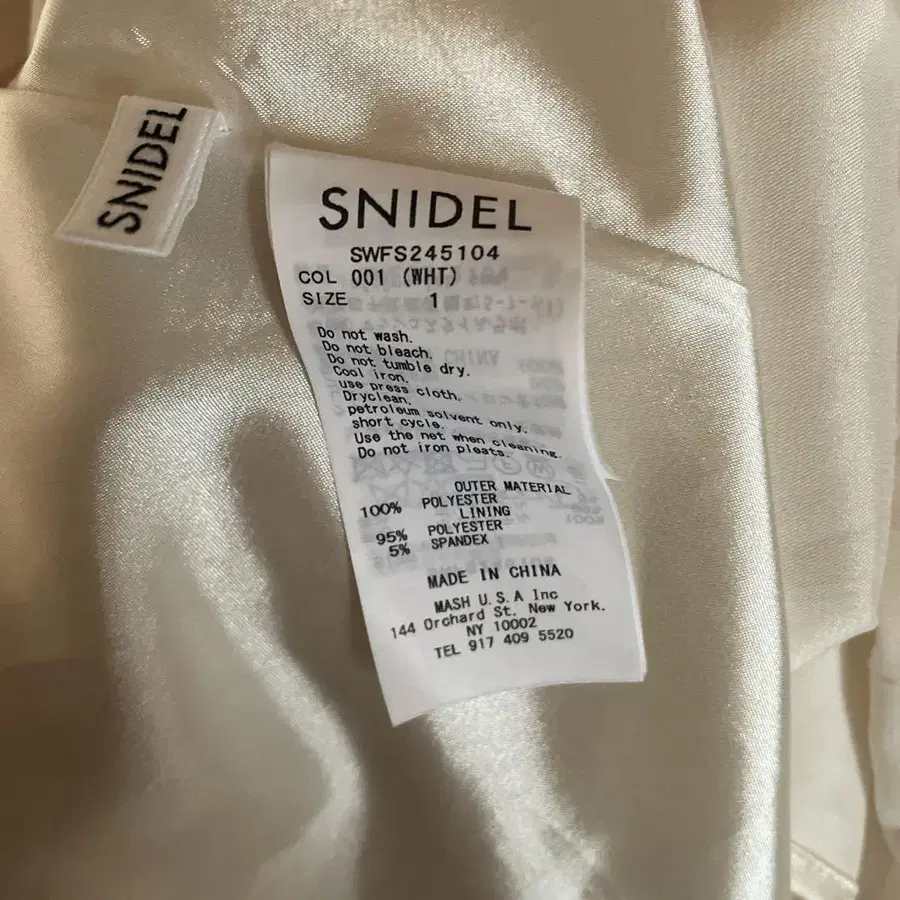 SNIDEL
SNIDEL
SWFS245104
COL 001 (WHT)
SIZE 1
Do not wash.
Do not bleach.
Do not tumble dry.
Cool iron,
use press cloth.
Dryclean,
petroleum solvent only,
short cycle.
Use the net when cleaning.
Do not iron pleats.
OUTER MATERIAL
100% POLYESTER
LINING
95% POLYESTER
5% SPANDEX
MADE IN CHINA
MASH U.S.A Inc
144 Orchard St. New York.
NY 10002
TEL 917 409 5520